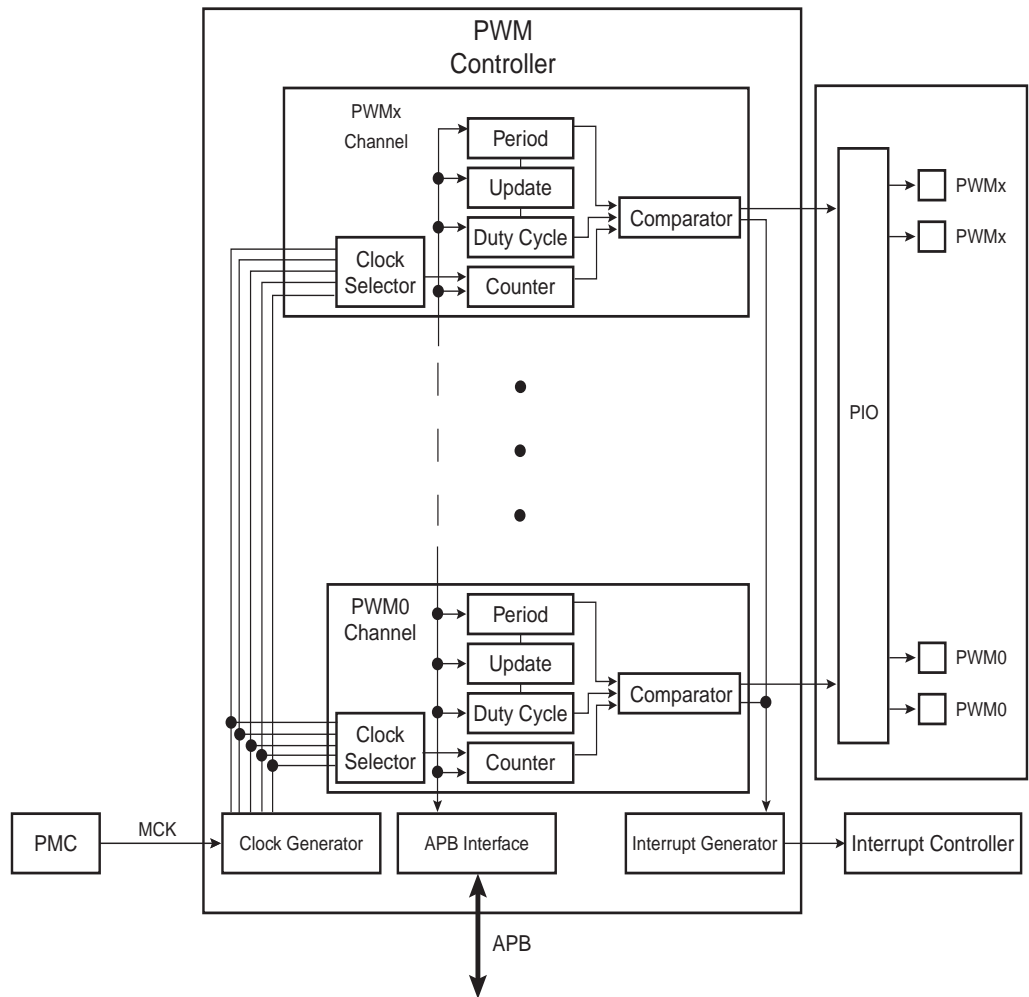 PWM
Controller
PWMx
Channel
Period
Update
Duty Cycle
Counter
Clock
Selector
Comparator
PIO
PWMx
PWMx
PWM0
Channel
Period
Update
Duty Cycle
Counter
Clock
Selector
Comparator
PWM0
PWM0
PMC
MCK
Clock Generator
APB Interface
Interrupt Generator
Interrupt Controller
APB